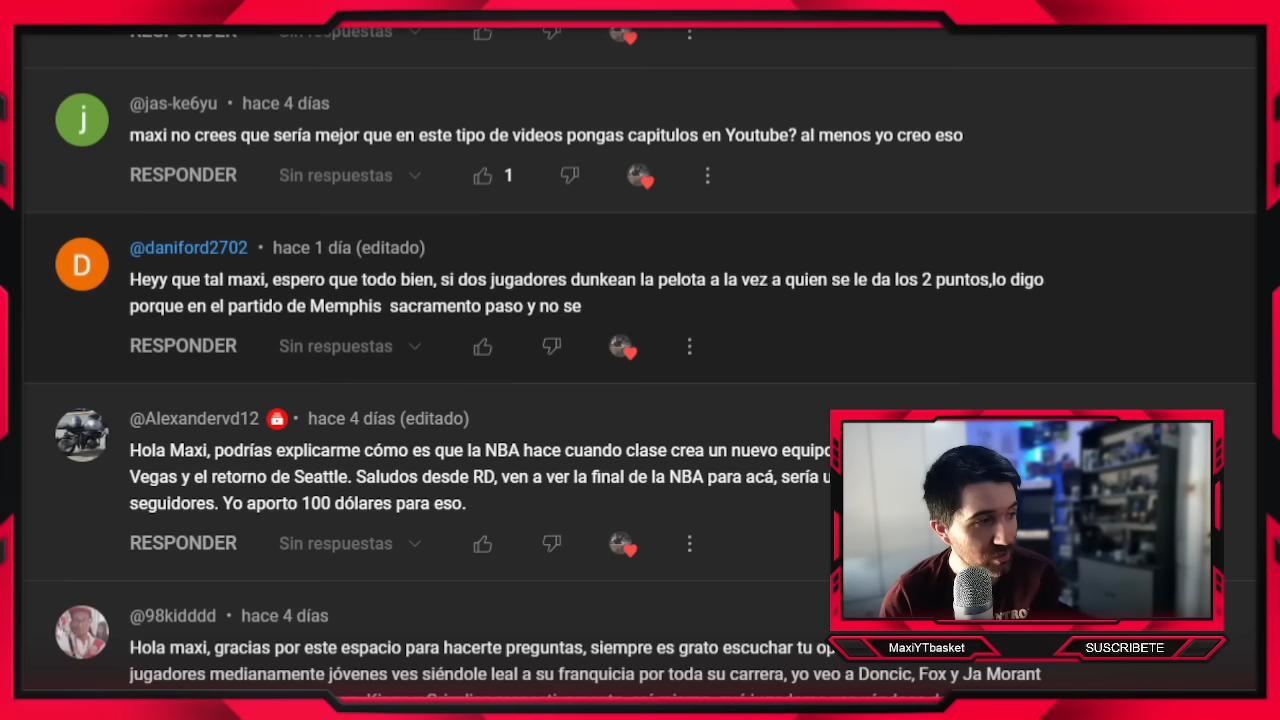 RESPONDER Sin respuestas
@jas-ke6yu • hace 4 días
maxi no crees que sería mejor que en este tipo de videos pongas capitulos en Youtube? al menos yo creo eso
RESPONDER Sin respuestas 1
D
@daniford2702 • hace 1 día (editado)
Heyy que tal maxi, espero que todo bien, si dos jugadores dunkean la pelota a la vez a quien se le da los 2 puntos,lo digo
porque en el partido de Memphis sacramento paso y no se
RESPONDER Sin respuestas
@Alexandervd12 • hace 4 días (editado)
Hola Maxi, podrías explicarme cómo es que la NBA hace cuando clase crea un nuevo equipo
Vegas y el retorno de Seattle. Saludos desde RD, ven a ver la final de la NBA para acá, sería u
seguidores. Yo aporto 100 dólares para eso.
RESPONDER Sin respuestas
@98kidddd • hace 4 días
Hola maxi, gracias por este espacio para hacerte preguntas, siempre es grato escuchar tu op
jugadores medianamente jóvenes ves siéndole leal a su franquicia por toda su carrera, yo veo a Doncic, Fox y Ja Morant
MaxiYTbasket
SUSCRIBETE